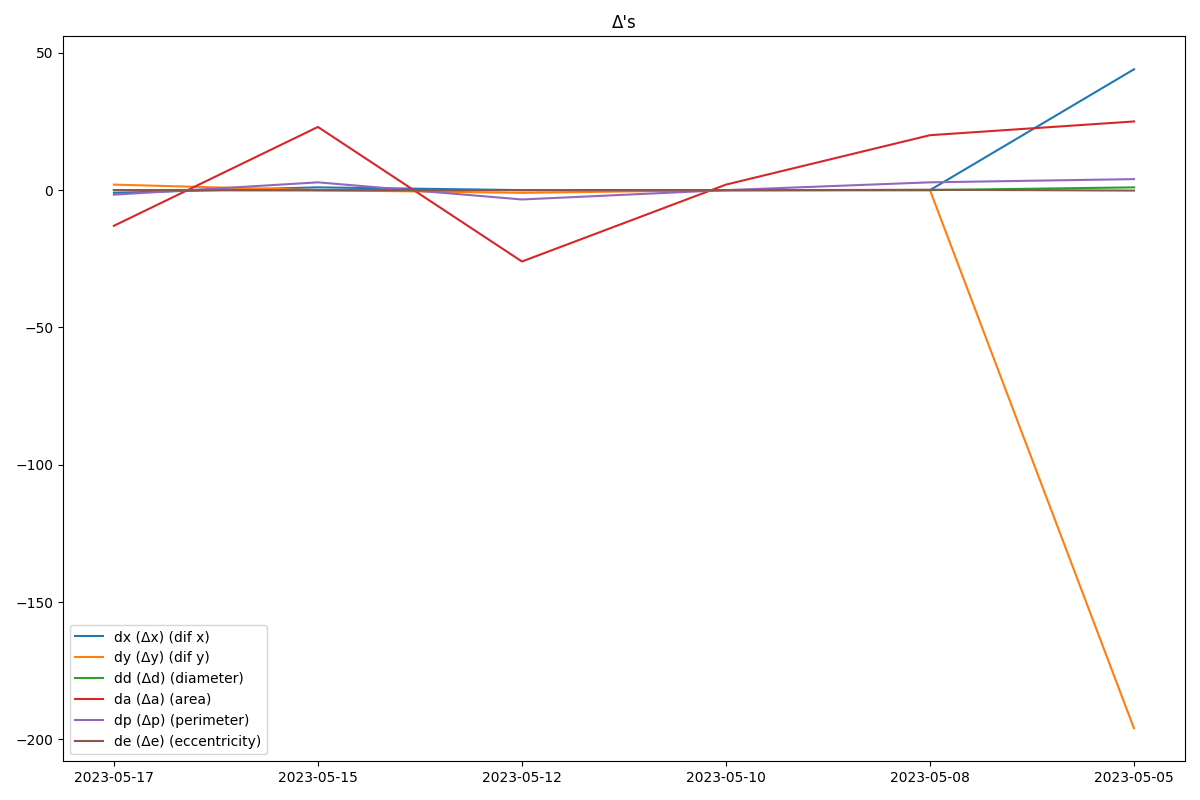 Δ's
50
0
−50
−100
−150
−200
dx (Δx) (dif x)
dy (Δy) (dif y)
dd (Δd) (diameter)
da (Δa) (area)
dp (Δp) (perimeter)
de (Δe) (eccentricity)
2023-05-17 2023-05-15 2023-05-12 2023-05-10 2023-05-08 2023-05-05